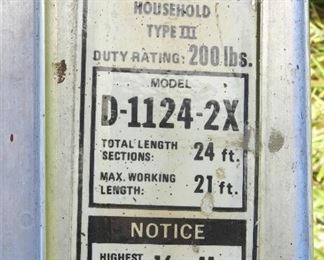 HOUSEHOLD
TYPE III
DUTY RATING: 200 lbs.
MODEL
D-1124-2X
TOTAL LENGTH
SECTIONS: 24 ft.
MAX. WORKING
LENGTH: 21 ft.
NOTICE
HIGHEST